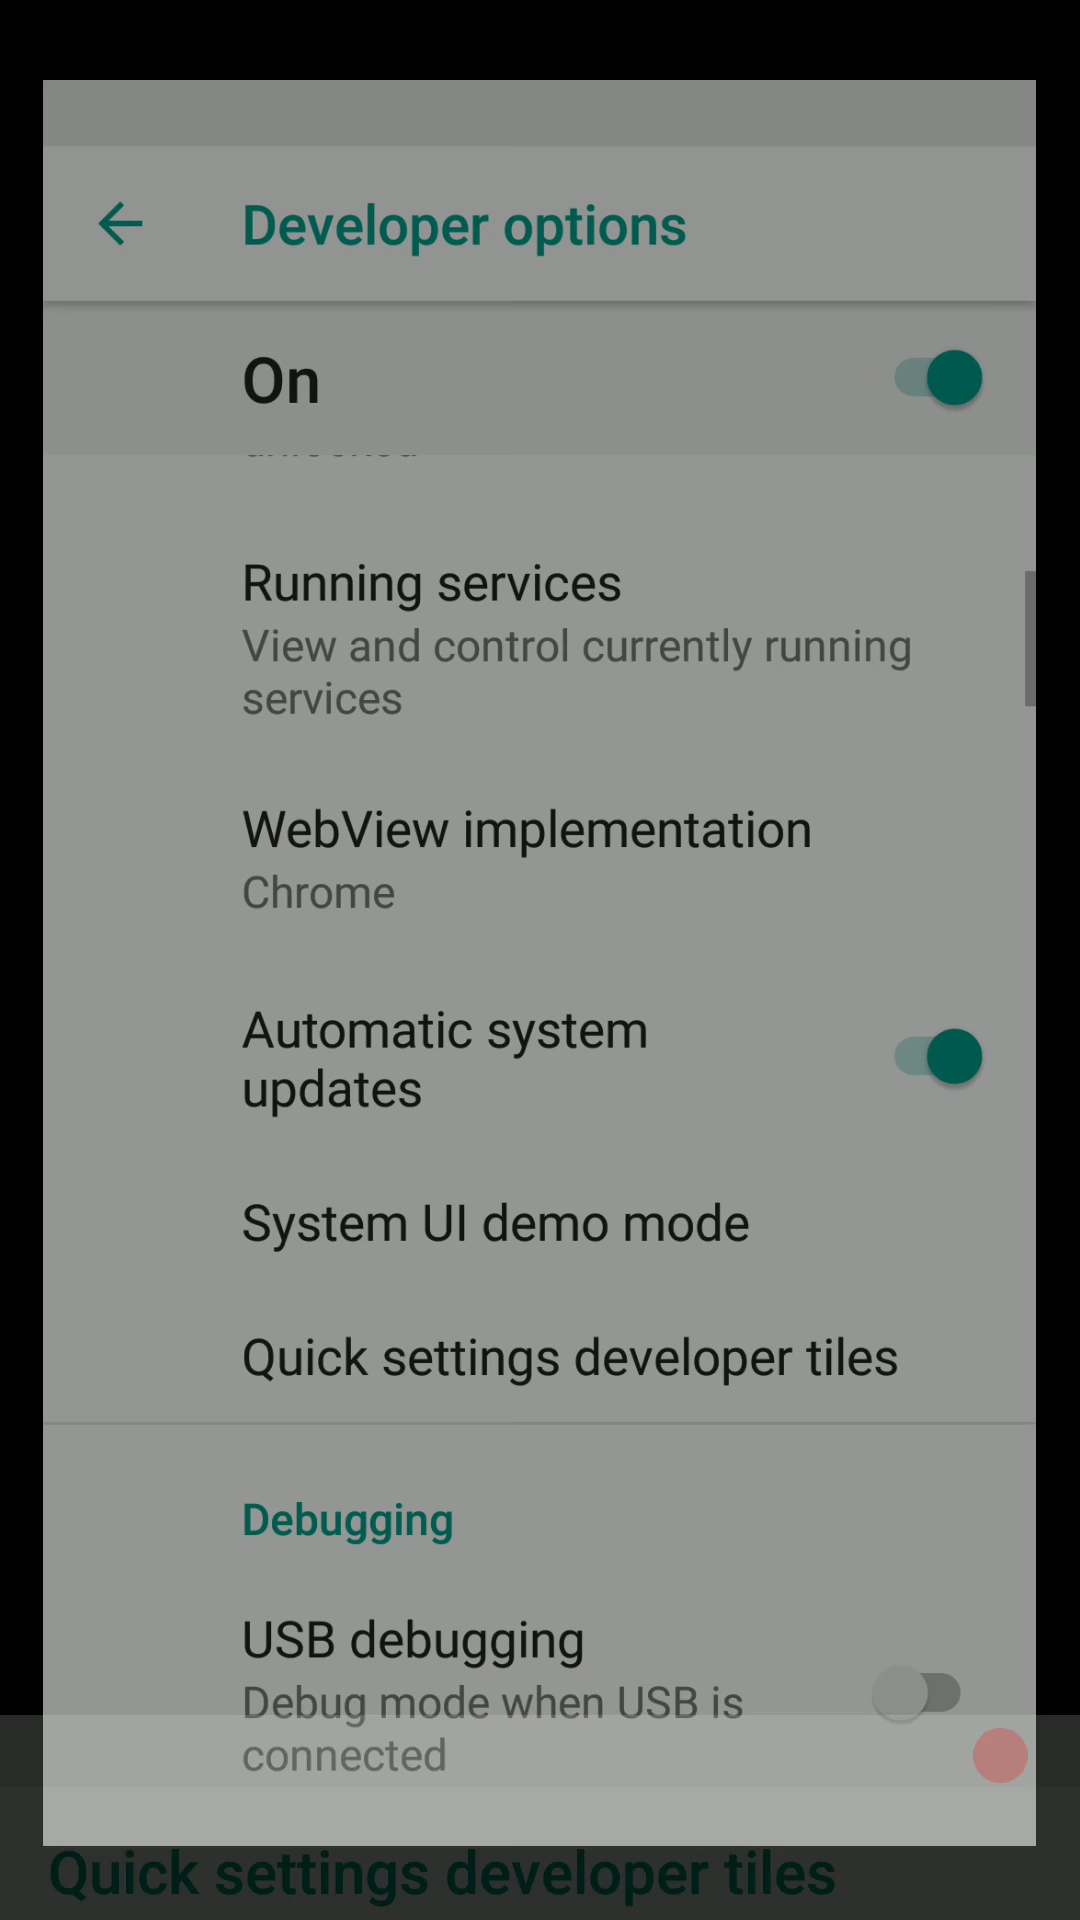 Developer options
On
Running services
View and control currently running
services
WebView implementation
Chrome
Automatic system
updates
System UI demo mode
Quick settings developer tiles
Debugging
USB debugging
Debug mode when USB is
connected
Quick settings developer tiles